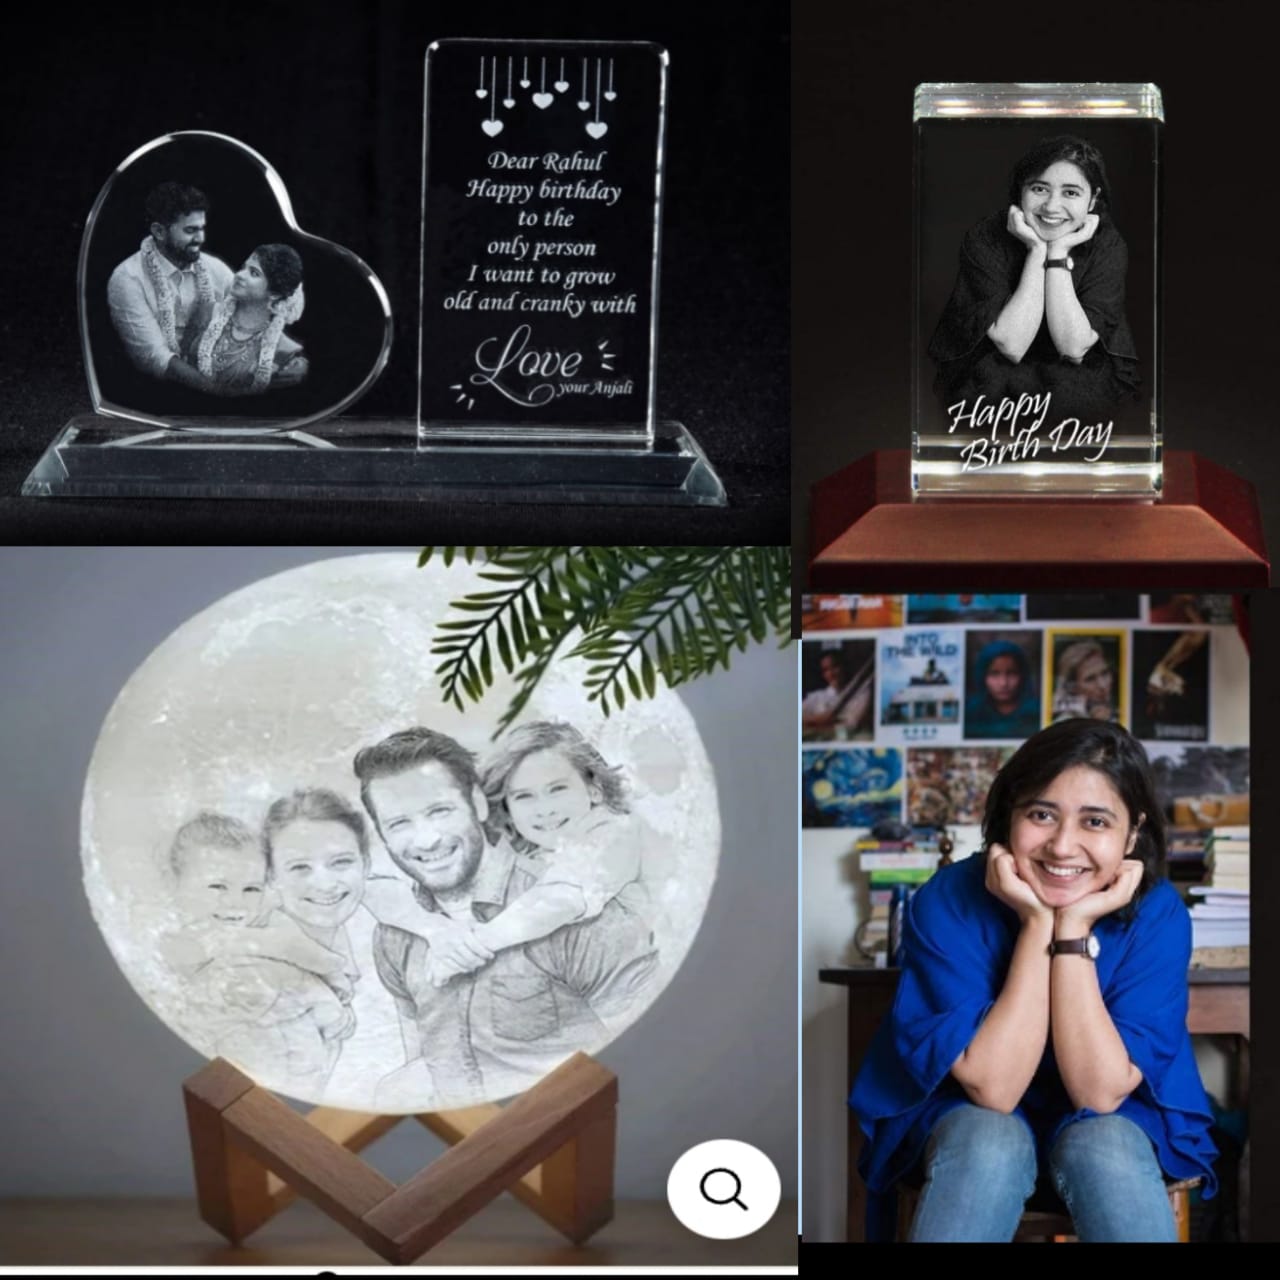 Dear Rahul
Happy birthday
to the
only person
I want to grow
old and cranky with
Love
your Anjali
Happy
Birth Day
INTO
THE WILD